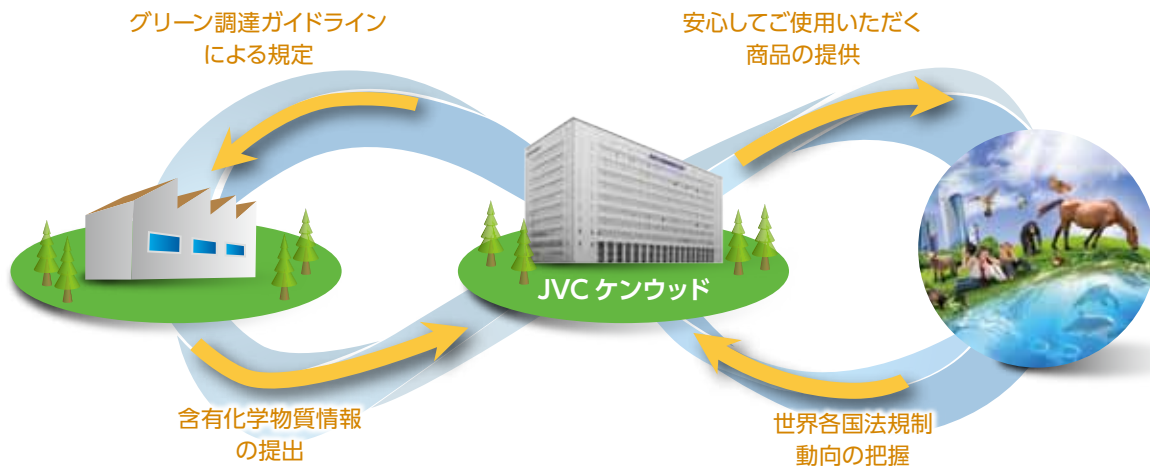 グリーン調達ガイドライン
による規定
安心してご使用いただく
商品の提供
JVC ケンウッド
含有化学物質情報
の提出
世界各国法規制
動向の把握